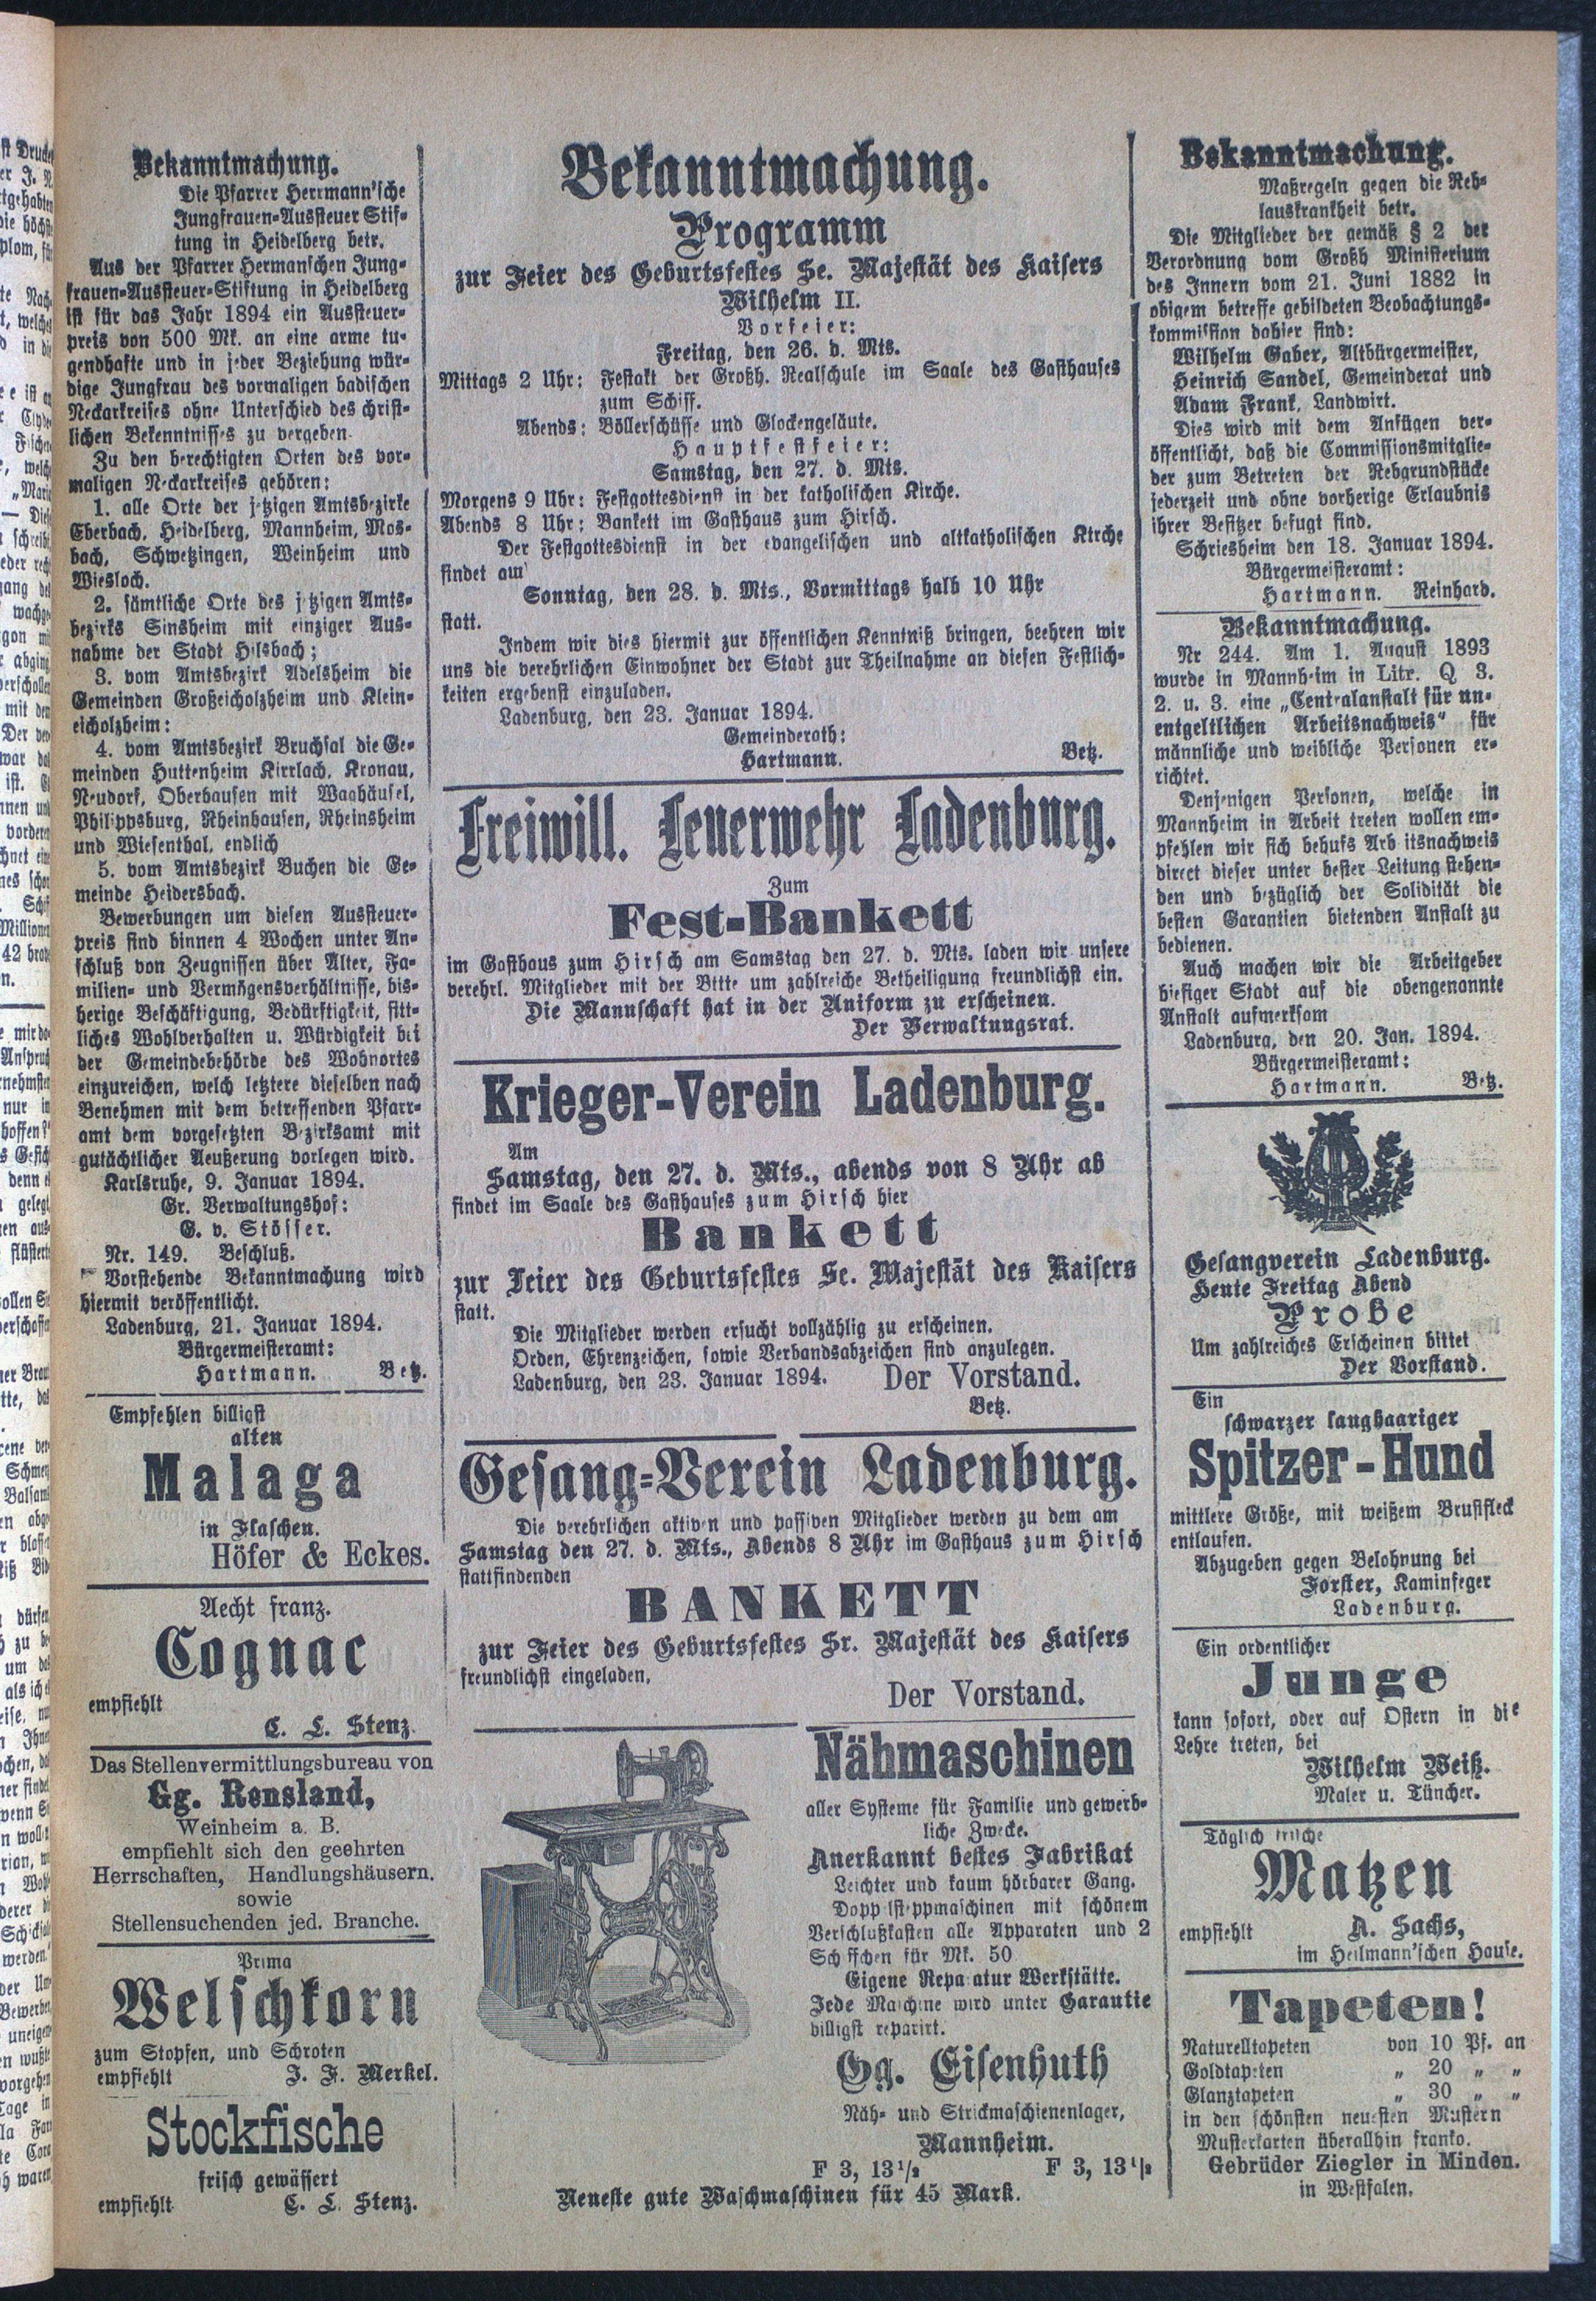 Bekanntmachung.
Die Pfarrer Herrmann'sche
Jungfrauen-Aussteuer Stif-
tung in Heidelberg betr.
Aus der Pfarrer Hermanschen Jung-
frauen-Aussteuer-Stiftung in Heidelberg
ist für das Jahr 1894 ein Aussteuer-
preis von 500 Mk. an eine arme tu-
gendhafte und in jeder Beziehung wür-
dige Jungfrau des vormaligen badischen
Neckarkreises ohne Unterschied des christ-
lichen Bekenntnisses zu vergeben.
Zu den berechtigten Orten des vor-
maligen Neckarkreises gehören:
1. alle Orte der jetzigen Amtsbezirke
Eberbach, Heidelberg, Mannheim, Mos-
bach, Schwetzingen, Weinheim und
Wiesloch.
2. sämtliche Orte des j tzigen Amts-
bezirks Sinsheim mit einziger Aus-
nahme der Stadt Hilsbach;
3. vom Amtsbezirk Adelsheim die
Gemeinden Großeicholzheim und Klein-
eicholzheim:
4. vom Amtsbezirk Bruchsal die Ge-
meinden Huttenheim Kirrlach, Kronau,
Neudorf, Oberhausen mit Waghäusel,
Philippsburg, Rheinhausen, Rheinsheim
und Wiesenthal, endlich
5. vom Amtsbezirk Buchen die Ge-
meinde Heidersbach.
Bewerbungen um diesen Aussteuer-
preis sind binnen 4 Wochen unter An-
schluß von Zeugnissen über Alter, Fa-
milien- und Vermögensverhältnisse, bis-
herige Beschäftigung, Bedürftigkeit, sitt-
liches Wohlverhalten u. Würdigkeit bei
der Gemeindebehörde des Wohnortes
einzureichen, welch letztere dieselben nach
Benehmen mit dem betreffenden Pfarr-
amt dem vorgesetzten Bezirksamt mit
gutächtlicher Aeußerung vorlegen wird.
Karlsruhe, 9. Januar 1894.
Gr. Verwaltungshof:
G. v. Stösser.
Nr. 149. Beschluß.
Vorstehende Bekanntmachung wird
hiermit veröffentlicht.
Ladenburg, 21. Januar 1894.
Bürgermeisteramt:
Hartmann. Betz.
Empfehlen billigst
alten
Malaga
in Flaschen.
Höfer & Eckes.
Aecht franz.
Cognac
empfiehlt
C. L. Stenz.
Das Stellenvermittlungsbureau von
Gg. Rensland,
Weinheim a. B.
empfiehlt sich den geehrten
Herrschaften, Handlungshäusern.
sowie
Stellensuchenden jed. Branche.
Prima
Welschkorn
zum Stopfen, und Schroten
empfiehlt J. F. Merkel.
Stockfische
frisch gewässert
empfiehlt C. L. Stenz.
Bekanntmachung.
Programm
zur Feier des Geburtsfestes Se. Majestät des Kaisers
Wilhelm II.
Vorfeier:
Freitag, den 26. d. Mts.
Mittags 2 Uhr: Festakt der Großh. Realschule im Saale des Gasthauses
zum Schiff.
Abends: Böllerschüsse und Glockengeläute.
Hauptfestfeier:
Samstag, den 27. d. Mts.
Morgens 9 Uhr: Festgottesdienst in der katholischen Kirche.
Abends 8 Uhr: Bankett im Gasthaus zum Hirsch.
Der Festgottesdienst in der evangelischen und altkatholischen Kirche
findet am
Sonntag, den 28. d. Mts., Vormittags halb 10 Uhr
statt.
Indem wir dies hiermit zur öffentlichen Kenntniß bringen, beehren wir
uns die verehrlichen Einwohner der Stadt zur Theilnahme an diesen Festlich-
keiten ergebenst einzuladen.
Ladenburg, den 23. Januar 1894.
Gemeinderath:
Hartmann. Betz.
Freiwill. Feuerwehr Ladenburg.
Zum
Fest-Bankett
im Gasthaus zum Hirsch am Samstag den 27. d. Mts. laden wir unsere
verehrl. Mitglieder mit der Bitte um zahlreiche Betheiligung freundlichst ein.
Die Mannschaft hat in der Uniform zu erscheinen.
Der Verwaltungsrat.
Krieger-Verein Ladenburg.
Am
Samstag, den 27. d. Mts., abends von 8 Uhr ab
findet im Saale des Gasthauses zum Hirsch hier
Bankett
zur Feier des Geburtsfestes Se. Majestät des Kaisers
statt.
Die Mitglieder werden ersucht vollzählig zu erscheinen.
Orden, Ehrenzeichen, sowie Verbandsabzeichen sind anzulegen.
Ladenburg, den 23. Januar 1894. Der Vorstand.
Betz.
Gesang-Verein Ladenburg.
Die verehrlichen aktiven und passiven Mitglieder werden zu dem am
Samstag den 27. d. Mts., Abends 8 Uhr im Gasthaus zum Hirsch
stattfindenden
BANKETT
zur Feier des Geburtsfestes Sr. Majestät des Kaisers
freundlichst eingeladen.
Der Vorstand.
Nähmaschinen
aller Systeme für Familie und gewerb-
liche Zwecke.
Anerkannt bestes Fabrikat
Leichter und kaum hörbarer Gang.
Dopp lst ppmaschinen mit schönem
Verschlußkasten alle Apparaten und 2
Sch ffchen für Mk. 50
Eigene Repa atur Werkstätte.
Jede Maschine wird unter Garantie
billigst reparirt.
Gg. Eisenhuth
Näh- und Strickmaschienenlager,
Mannheim.
F 3, 13½ F 3, 13½
Neueste gute Waschmaschinen für 45 Mark.
Bekanntmachung.
Maßregeln gegen die Reb-
lauskrankheit betr.
Die Mitglieder der gemäß § 2 der
Verordnung vom Großh Ministerium
des Innern vom 21. Juni 1882 in
obigem betreffe gebildeten Beobachtungs-
kommission dahier sind:
Wilhelm Gaber, Altbürgermeister,
Heinrich Sandel, Gemeinderat und
Adam Frank, Landwirt.
Dies wird mit dem Anfügen ver-
öffentlicht, daß die Commissionsmitglie-
der zum Betreten der Rebgrundstücke
jederzeit und ohne vorherige Erlaubnis
ihrer Besitzer befugt sind.
Schriesheim den 18. Januar 1894.
Bürgermeisteramt:
Hartmann. Reinhard.
Bekanntmachung.
Nr 244. Am 1. August 1893
wurde in Mannheim in Litr. Q 3.
2. u. 3. eine „Centralanstalt für un-
entgeltlichen Arbeitsnachweis" für
männliche und weibliche Personen er-
richtet.
Denjenigen Personen, welche in
Mannheim in Arbeit treten wollen em-
pfehlen wir sich behufs Arb itsnachweis
direct dieser unter bester Leitung stehen-
den und bezüglich der Solidität die
besten Garantien bietenden Anstalt zu
bedienen.
Auch machen wir die Arbeitgeber
hiesiger Stadt auf die obengenannte
Anstalt aufmerksam
Ladenburg, den 20. Jan. 1894.
Bürgermeisteramt:
Hartmann. Betz.
Gesangverein Ladenburg.
Heute Freitag Abend
Probe
Um zahlreiches Erscheinen bittet
Der Vorstand.
Ein
schwarzer langhaariger
Spitzer-Hund
mittlere Größe, mit weißem Brustfleck
entlaufen.
Abzugeben gegen Belohnung bei
Forster, Kaminfeger
Ladenburg.
Ein ordentlicher
Junge
kann sofort, oder auf Ostern in die
Lehre treten, bei
Wilhelm Weiß.
Maler u. Tüncher.
Täglich frische
Matzen
empfiehlt A. Sachs,
im Heilmann'schen Hause.
Tapeten!
Naturelltapeten von 10 Pf. an
Goldtapeten „ 20 „ „
Glanztapeten „ 30 „ „
in den schönsten neuesten Mustern
Musterkarten überallhin franko.
Gebrüder Ziegler in Minden.
in Westfalen.